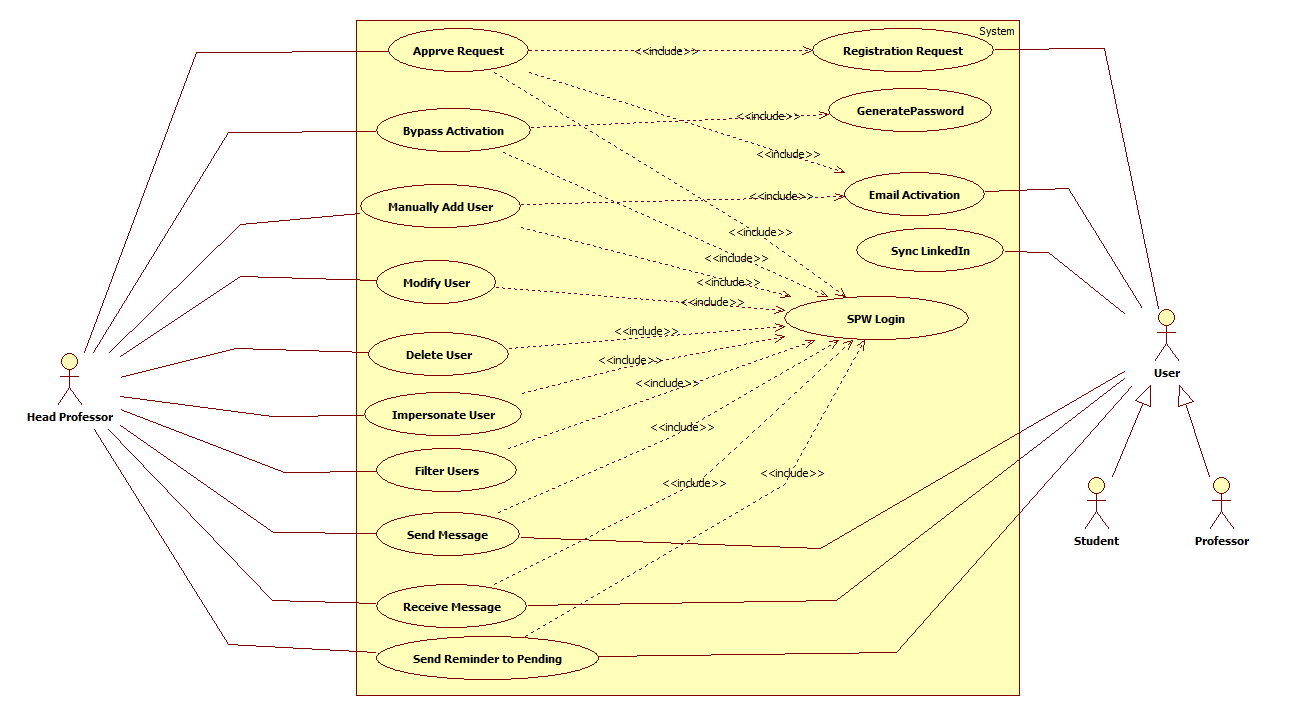 System
Apprve Request
<<include>>
Registration Request
GeneratePassword
<<include>>
Bypass Activation
<<include>>
Email Activation
<<include>>
Manually Add User
<<include>>
Sync LinkedIn
<<include>>
Modify User
<<include>>
<<include>>
SPW Login
<<include>>
Delete User
<<include>>
User
<<include>>
Head Professor
Impersonate User
<<include>>
Filter Users
<<include>>
<<include>>
Send Message
Student
Professor
Receive Message
Send Reminder to Pending